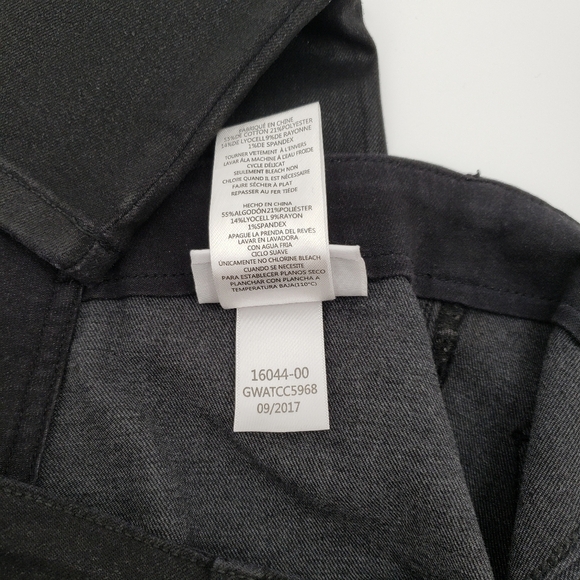 FABRIQUÉ EN CHINE
55%DE COTTON 21%POLYESTER
14%DE LYOCELL 9%DE RAYONNE
1%DE SPANDEX
TOURNER VETEMENT À L'ENVERS
LAVAR ÀLA MACHINE À L'EAU FROIDE
CYCLE DÉLICAT
SEULEMENT BLEACH NON
CHLORE QUAND IL EST NÉCESSAIRE
FAIRE SÉCHER À PLAT
REPASSER AU FER TIÈDE
HECHO EN CHINA
55%ALGODÓN21%POLIÉSTER
14%LYOCELL 9%RAYON
1%SPANDEX
APAGUE LA PRENDA DEL REVÉS
LAVAR EN LAVADORA
CON AGUA FRIA
CICLO SUAVE
ÚNICAMENTE NO CHLORINE BLEACH
CUANDO SE NECESITA
PARA ESTABLECER PLANOS SECO
PLANCHAR CON PLANCHA A
TEMPERATURA BAJA(110°C)
16044-00
GWATCC5968
09/2017